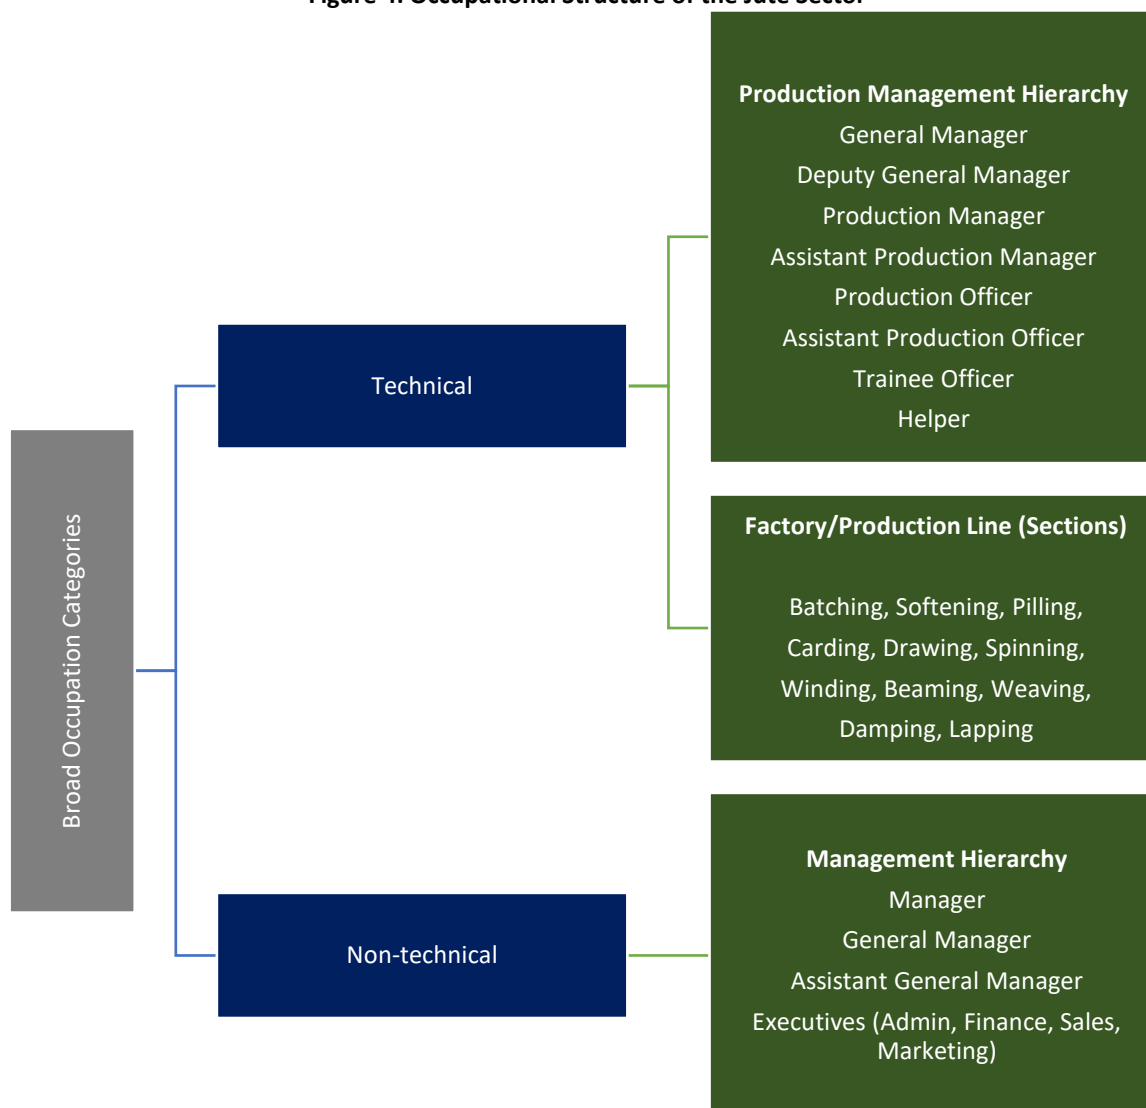 Occupational Structure of the Jute Sector
Broad Occupation Categories
Technical
Production Management Hierarchy
General Manager
Deputy General Manager
Production Manager
Assistant Production Manager
Production Officer
Assistant Production Officer
Trainee Officer
Helper
Factory/Production Line (Sections)
Batching, Softening, Pilling,
Carding, Drawing, Spinning,
Winding, Beaming, Weaving,
Damping, Lapping
Non-technical
Management Hierarchy
Manager
General Manager
Assistant General Manager
Executives (Admin, Finance, Sales,
Marketing)